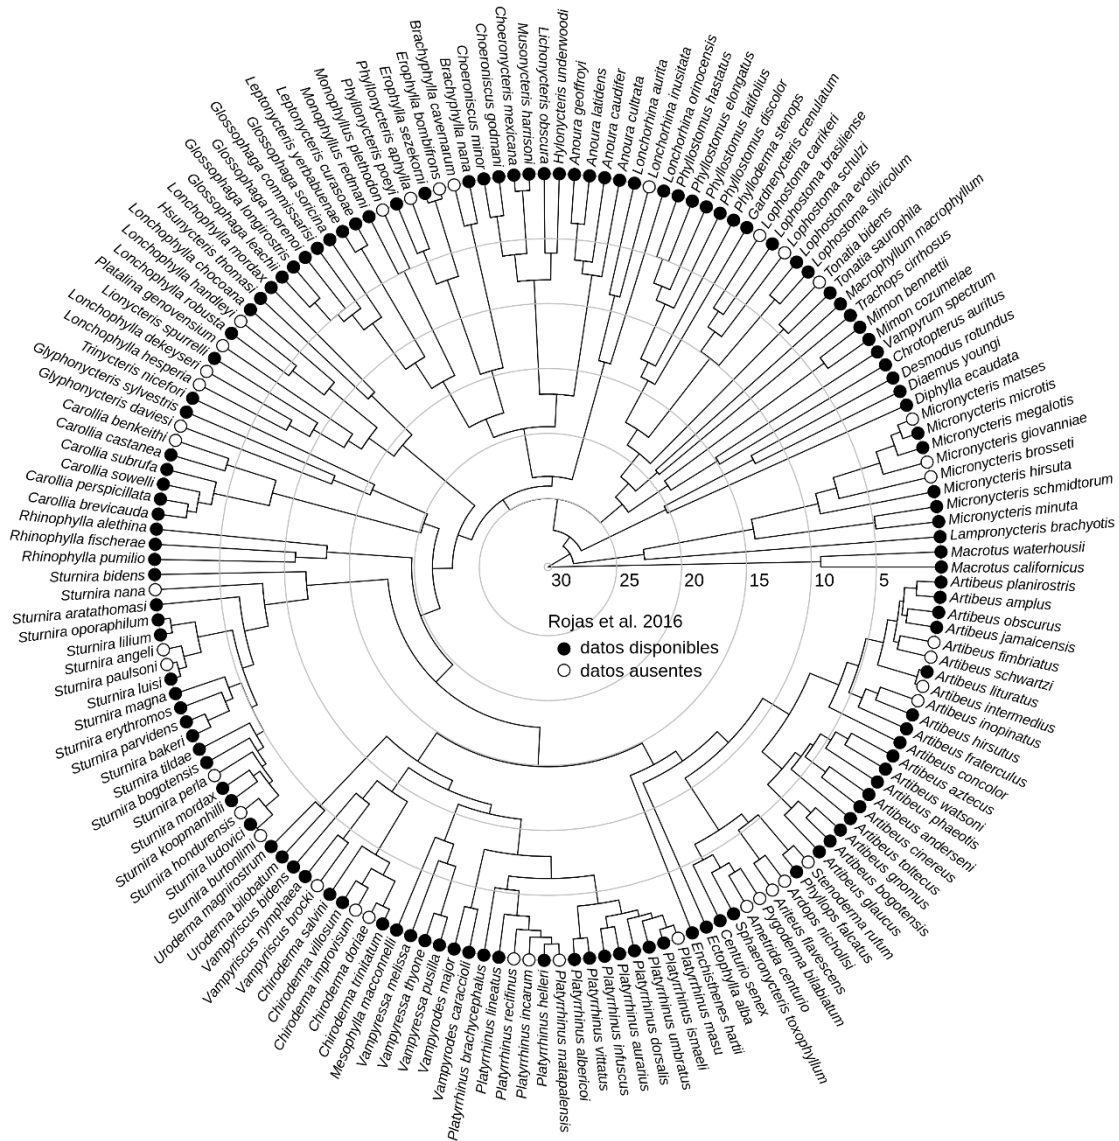 Macrotus californicus
Macrotus waterhousii
Lampronycteris brachyotis
Micronycteris minuta
Micronycteris schmidtorum
Micronycteris hirsuta
Micronycteris brosseti
Micronycteris giovanniae
Micronycteris megalotis
Micronycteris microtis
Micronycteris matses
Diphylla ecaudata
Diaemus youngi
Desmodus rotundus
Chrotopterus auritus
Vampyrum spectrum
Mimon cozumelae
Mimon bennettii
Trachops cirrhosus
Macrophyllum macrophyllum
Tonatia saurophila
Tonatia bidens
Lophostoma silvicolum
Lophostoma evotis
Lophostoma schulzi
Lophostoma brasiliense
Lophostoma carrikeri
Gardnerycteris crenulatum
Phylloderma stenops
Phyllostomus discolor
Phyllostomus latifolius
Phyllostomus elongatus
Phyllostomus hastatus
Lonchorhina orinocensis
Lonchorhina inusitata
Lonchorhina aurita
Anoura cultrata
Anoura caudifer
Anoura latidens
Anoura geoffroyi
Hylonycteris underwoodi
Lichonycteris obscura
Musonycteris harrisoni
Choeronycteris mexicana
Choeroniscus godmani
Choeroniscus minor
Brachyphylla nana
Brachyphylla cavernarum
Erophylla bombifrons
Erophylla sezekorni
Phyllonycteris aphylla
Phyllonycteris poeyi
Monophyllus plethodon
Monophyllus redmani
Leptonycteris curasoae
Leptonycteris yerbabuenae
Glossophaga soricina
Glossophaga commissarisi
Glossophaga morenoi
Glossophaga longirostris
Glossophaga leachii
Lonchophylla mordax
Hsunycteris thomasi
Lonchophylla chocoana
Lonchophylla handleyi
Lonchophylla robusta
Platalina genovensium
Lionycteris spurrelli
Lonchophylla dekeyseri
Lonchophylla hesperia
Trinycteris nicefori
Glyphonycteris sylvestris
Glyphonycteris daviesi
Carollia benkeithi
Carollia castanea
Carollia subrufa
Carollia sowelli
Carollia perspicillata
Carollia brevicauda
Rhinophylla alethina
Rhinophylla fischerae
Rhinophylla pumilio
Sturnira bidens
Sturnira nana
Sturnira aratathomasi
Sturnira oporaphilum
Sturnira lilium
Sturnira angeli
Sturnira paulsoni
Sturnira luisi
Sturnira magna
Sturnira erythromos
Sturnira parvidens
Sturnira bakeri
Sturnira tildae
Sturnira bogotensis
Sturnira perla
Sturnira mordax
Sturnira koopmanhilli
Sturnira hondurensis
Sturnira ludovici
Sturnira burtonlimi
Uroderma magnirostrum
Uroderma bilobatum
Vampyriscus bidens
Vampyriscus nymphaea
Vampyriscus brocki
Chiroderma salvini
Chiroderma villosum
Chiroderma improvisum
Chiroderma doriae
Chiroderma trinitatum
Mesophylla macconnelli
Vampyressa melissa
Vampyressa thyone
Vampyressa pusilla
Vampyrodes major
Vampyrodes caraccioli
Platyrrhinus brachycephalus
Platyrrhinus lineatus
Platyrrhinus recifinus
Platyrrhinus incarum
Platyrrhinus helleri
Platyrrhinus matapalensis
Platyrrhinus albericoi
Platyrrhinus vittatus
Platyrrhinus infuscus
Platyrrhinus aurarius
Platyrrhinus dorsalis
Platyrrhinus umbratus
Platyrrhinus ismaeli
Platyrrhinus masu
Enchisthenes hartii
Ectophylla alba
Centurio senex
Sphaeronycteris toxophyllum
Ametrida centurio
Pygoderma bilabiatum
Ariteus flavescens
Ardops nichollsi
Phyllops falcatus
Stenoderma rufum
Artibeus glaucus
Artibeus bogotensis
Artibeus gnomus
Artibeus toltecus
Artibeus cinereus
Artibeus anderseni
Artibeus phaeotis
Artibeus watsoni
Artibeus aztecus
Artibeus concolor
Artibeus fraterculus
Artibeus hirsutus
Artibeus inopinatus
Artibeus intermedius
Artibeus lituratus
Artibeus schwartzi
Artibeus fimbriatus
Artibeus jamaicensis
Artibeus obscurus
Artibeus amplus
Artibeus planirostris
30 25 20 15 10 5
Rojas et al. 2016
datos disponibles
datos ausentes